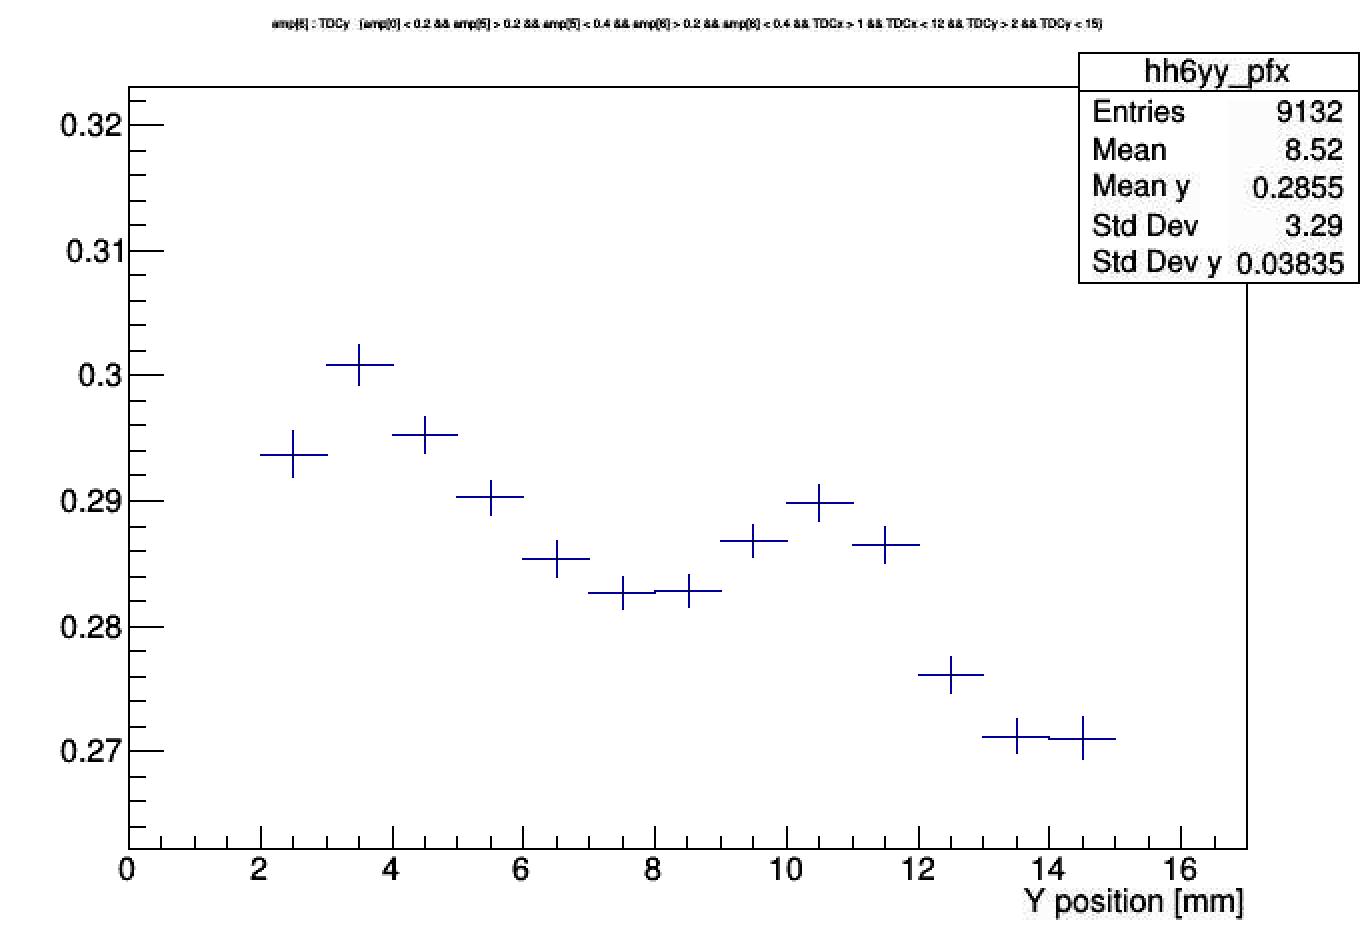 amp[6] : TDCy {amp[0] < 0.2 && amp[5] > 0.2 && amp[5] < 0.4 && amp[6] > 0.2 && amp[6] < 0.4 && TDCx > 1 && TDCx < 12 && TDCy > 2 && TDCy < 15}
hh6yy_pfx
Entries 9132
Mean 8.52
Mean y 0.2855
Std Dev 3.29
Std Dev y 0.03835
0.32
0.31
0.3
0.29
0.28
0.27
0 2 4 6 8 10 12 14 16
Y position [mm]